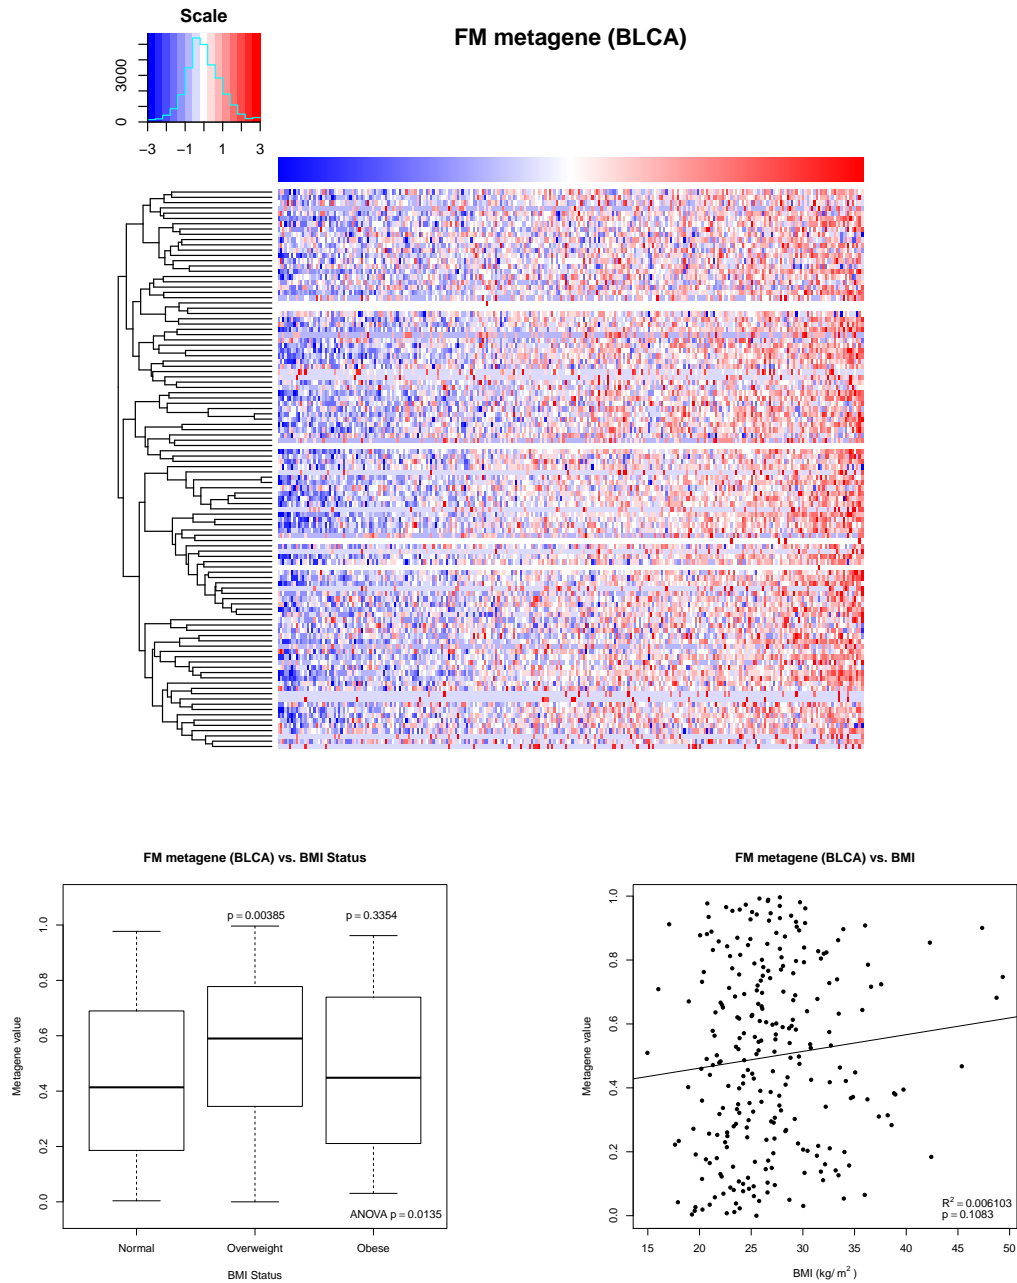 Scale
FM metagene (BLCA)
0 3000
−3 −1 1 3
FM metagene (BLCA) vs. BMI Status
Metagene value
0.0 0.2 0.4 0.6 0.8 1.0
p = 0.00385
p = 0.3354
ANOVA p = 0.0135
Normal Overweight Obese
BMI Status
FM metagene (BLCA) vs. BMI
Metagene value
0.0 0.2 0.4 0.6 0.8 1.0
R² = 0.006103
p = 0.1083
15 20 25 30 35 40 45 50
BMI (kg/ m²)